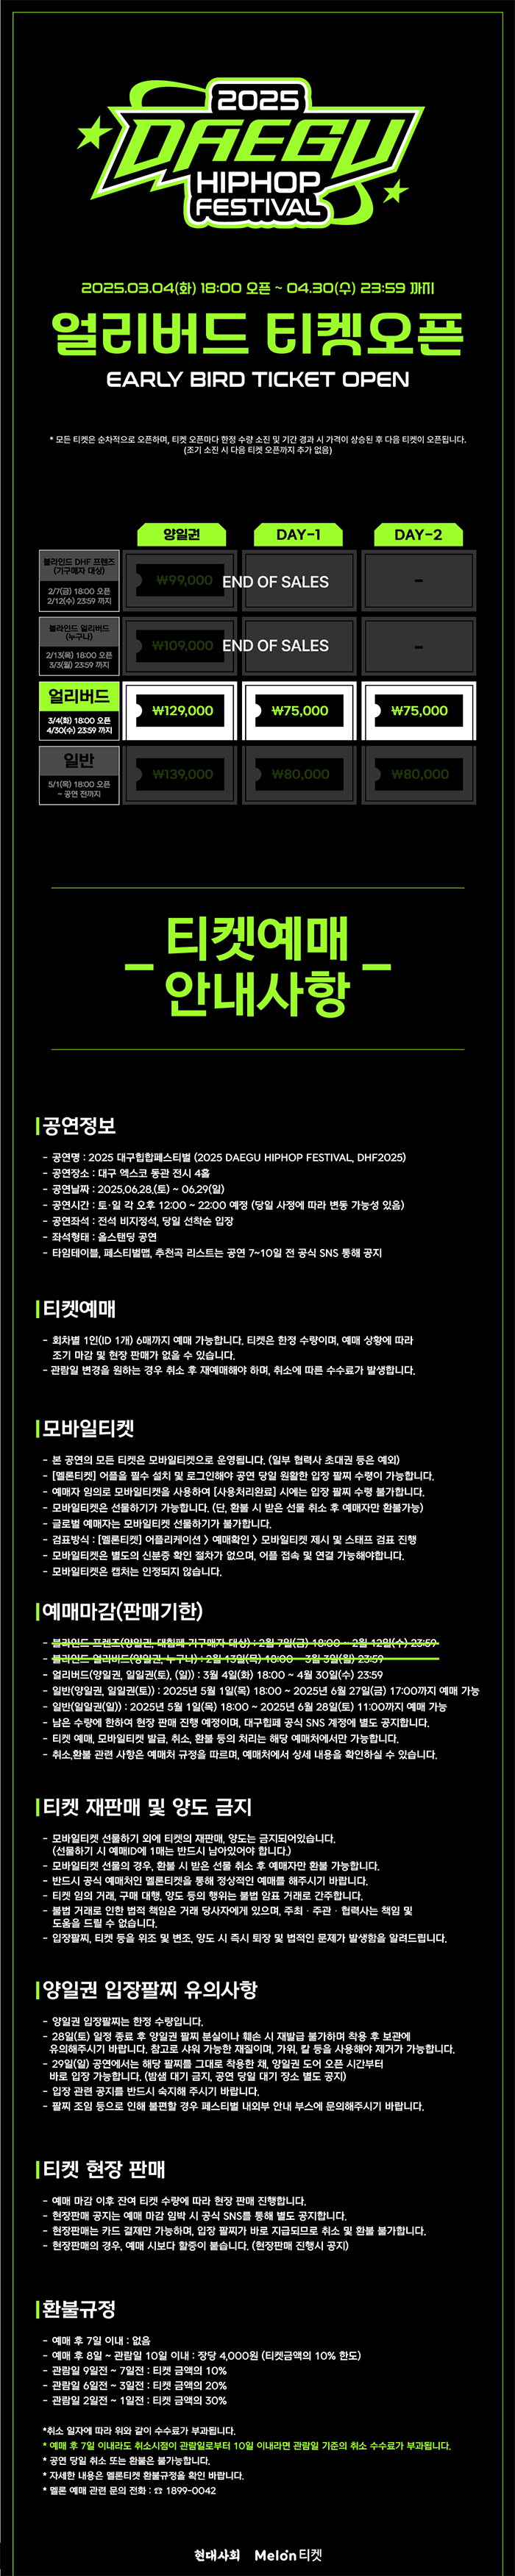 2025
DAEGU
HIPHOP
FESTIVAL
2025.03.04(화) 18:00 오픈 ~ 04.30(수) 23:59 까지
얼리버드 티켓오픈
EARLY BIRD TICKET OPEN
* 모든 티켓은 순차적으로 오픈하며, 티켓 오픈마다 한정 수량 소진 및 기간 경과 시 가격이 상승된 후 다음 티켓이 오픈됩니다.
(조기 소진 시 다음 티켓 오픈까지 추가 없음)
양일권 DAY-1 DAY-2
블라인드 DHF 프렌즈
(기구매자 대상)
2/7(금) 18:00 오픈
2/12(수) 23:59 까지
₩99,000 END OF SALES -
블라인드 얼리버드
(누구나)
2/13(목) 18:00 오픈
3/3(월) 23:59 까지
₩109,000 END OF SALES -
얼리버드
3/4(화) 18:00 오픈
4/30(수) 23:59 까지
₩129,000 ₩75,000 ₩75,000
일반
5/1(목) 18:00 오픈
~ 공연 전까지
₩139,000 ₩80,000 ₩80,000
_ 티켓예매 _
안내사항
공연정보
- 공연명 : 2025 대구힙합페스티벌 (2025 DAEGU HIPHOP FESTIVAL, DHF2025)
- 공연장소 : 대구 엑스코 동관 전시 4홀
- 공연날짜 : 2025.06.28.(토) ~ 06.29(일)
- 공연시간 : 토·일 각 오후 12:00 ~ 22:00 예정 (당일 사정에 따라 변동 가능성 있음)
- 공연좌석 : 전석 비지정석, 당일 선착순 입장
- 좌석형태 : 올스탠딩 공연
- 타임테이블, 페스티벌맵, 추천곡 리스트는 공연 7~10일 전 공식 SNS 통해 공지
티켓예매
- 회차별 1인(ID 1개) 6매까지 예매 가능합니다. 티켓은 한정 수량이며, 예매 상황에 따라
조기 마감 및 현장 판매가 없을 수 있습니다.
- 관람일 변경을 원하는 경우 취소 후 재예매해야 하며, 취소에 따른 수수료가 발생합니다.
모바일티켓
- 본 공연의 모든 티켓은 모바일티켓으로 운영됩니다. (일부 협력사 초대권 등은 예외)
- [멜론티켓] 어플을 필수 설치 및 로그인해야 공연 당일 원활한 입장 팔찌 수령이 가능합니다.
- 예매자 임의로 모바일티켓을 사용하여 [사용처리완료] 시에는 입장 팔찌 수령 불가합니다.
- 모바일티켓은 선물하기가 가능합니다. (단, 환불 시 받은 선물 취소 후 예매자만 환불가능)
- 글로벌 예매자는 모바일티켓 선물하기가 불가합니다.
- 검표방식 : [멜론티켓] 어플리케이션 > 예매확인 > 모바일티켓 제시 및 스태프 검표 진행
- 모바일티켓은 별도의 신분증 확인 절차가 없으며, 어플 접속 및 연결 가능해야합니다.
- 모바일티켓은 캡처는 인정되지 않습니다.
예매마감(판매기한)
- 블라인드 프렌즈(양일권, 대힙페 기구매자 대상) : 2월 7일(금) 18:00 ~ 2월 12일(수) 23:59
- 블라인드 얼리버드(양일권, 누구나) : 2월 13일(목) 18:00 ~ 3월 3일(월) 23:59
- 얼리버드(양일권, 일일권(토), (일)) : 3월 4일(화) 18:00 ~ 4월 30일(수) 23:59
- 일반(양일권, 일일권(토)) : 2025년 5월 1일(목) 18:00 ~ 2025년 6월 27일(금) 17:00까지 예매 가능
- 일반(일일권(일)) : 2025년 5월 1일(목) 18:00 ~ 2025년 6월 28일(토) 11:00까지 예매 가능
- 남은 수량에 한하여 현장 판매 진행 예정이며, 대구힙페 공식 SNS 계정에 별도 공지합니다.
- 티켓 예매, 모바일티켓 발급, 취소, 환불 등의 처리는 해당 예매처에서만 가능합니다.
- 취소,환불 관련 사항은 예매처 규정을 따르며, 예매처에서 상세 내용을 확인하실 수 있습니다.
티켓 재판매 및 양도 금지
- 모바일티켓 선물하기 외에 티켓의 재판매, 양도는 금지되어있습니다.
(선물하기 시 예매ID에 1매는 반드시 남아있어야 합니다.)
- 모바일티켓 선물의 경우, 환불 시 받은 선물 취소 후 예매자만 환불 가능합니다.
- 반드시 공식 예매처인 멜론티켓을 통해 정상적인 예매를 해주시기 바랍니다.
- 티켓 임의 거래, 구매 대행, 양도 등의 행위는 불법 암표 거래로 간주합니다.
- 불법 거래로 인한 법적 책임은 거래 당사자에게 있으며, 주최 · 주관 · 협력사는 책임 및
도움을 드릴 수 없습니다.
- 입장팔찌, 티켓 등을 위조 및 변조, 양도 시 즉시 퇴장 및 법적인 문제가 발생함을 알려드립니다.
양일권 입장팔찌 유의사항
- 양일권 입장팔찌는 한정 수량입니다.
- 28일(토) 일정 종료 후 양일권 팔찌 분실이나 훼손 시 재발급 불가하며 착용 후 보관에
유의해주시기 바랍니다. 참고로 샤워 가능한 재질이며, 가위, 칼 등을 사용해야 제거가 가능합니다.
- 29일(일) 공연에서는 해당 팔찌를 그대로 착용한 채, 양일권 도어 오픈 시간부터
바로 입장 가능합니다. (밤샘 대기 금지, 공연 당일 대기 장소 별도 공지)
- 입장 관련 공지를 반드시 숙지해 주시기 바랍니다.
- 팔찌 조임 등으로 인해 불편할 경우 페스티벌 내외부 안내 부스에 문의해주시기 바랍니다.
티켓 현장 판매
- 예매 마감 이후 잔여 티켓 수량에 따라 현장 판매 진행합니다.
- 현장판매 공지는 예매 마감 임박 시 공식 SNS를 통해 별도 공지합니다.
- 현장판매는 카드 결제만 가능하며, 입장 팔찌가 바로 지급되므로 취소 및 환불 불가합니다.
- 현장판매의 경우, 예매 시보다 할증이 붙습니다. (현장판매 진행시 공지)
환불규정
- 예매 후 7일 이내 : 없음
- 예매 후 8일 ~ 관람일 10일 이내 : 장당 4,000원 (티켓금액의 10% 한도)
- 관람일 9일전 ~ 7일전 : 티켓 금액의 10%
- 관람일 6일전 ~ 3일전 : 티켓 금액의 20%
- 관람일 2일전 ~ 1일전 : 티켓 금액의 30%
*취소 일자에 따라 위와 같이 수수료가 부과됩니다.
* 예매 후 7일 이내라도 취소시점이 관람일로부터 10일 이내라면 관람일 기준의 취소 수수료가 부과됩니다.
* 공연 당일 취소 또는 환불은 불가능합니다.
* 자세한 내용은 멜론티켓 환불규정을 확인 바랍니다.
* 멜론 예매 관련 문의 전화 : ☎ 1899-0042
현대사회 Melon티켓